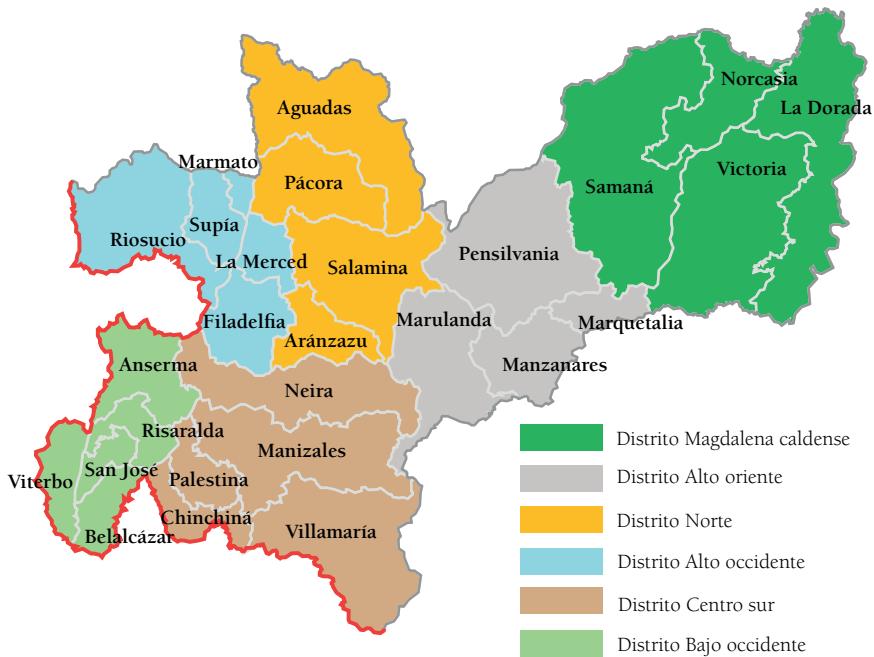 Norcasia
La Dorada
Aguadas
Marmato
Pácora
Victoria
Samaná
Supía
Riosucio
La Merced
Salamina
Pensilvania
Filadelfia
Marulanda
Marquetalia
Aránzazu
Anserma
Manzanares
Neira
Risaralda
Manizales
San José
Viterbo
Palestina
Chinchiná
Villamaría
Belalcázar
Distrito Magdalena caldense
Distrito Alto oriente
Distrito Norte
Distrito Alto occidente
Distrito Centro sur
Distrito Bajo occidente